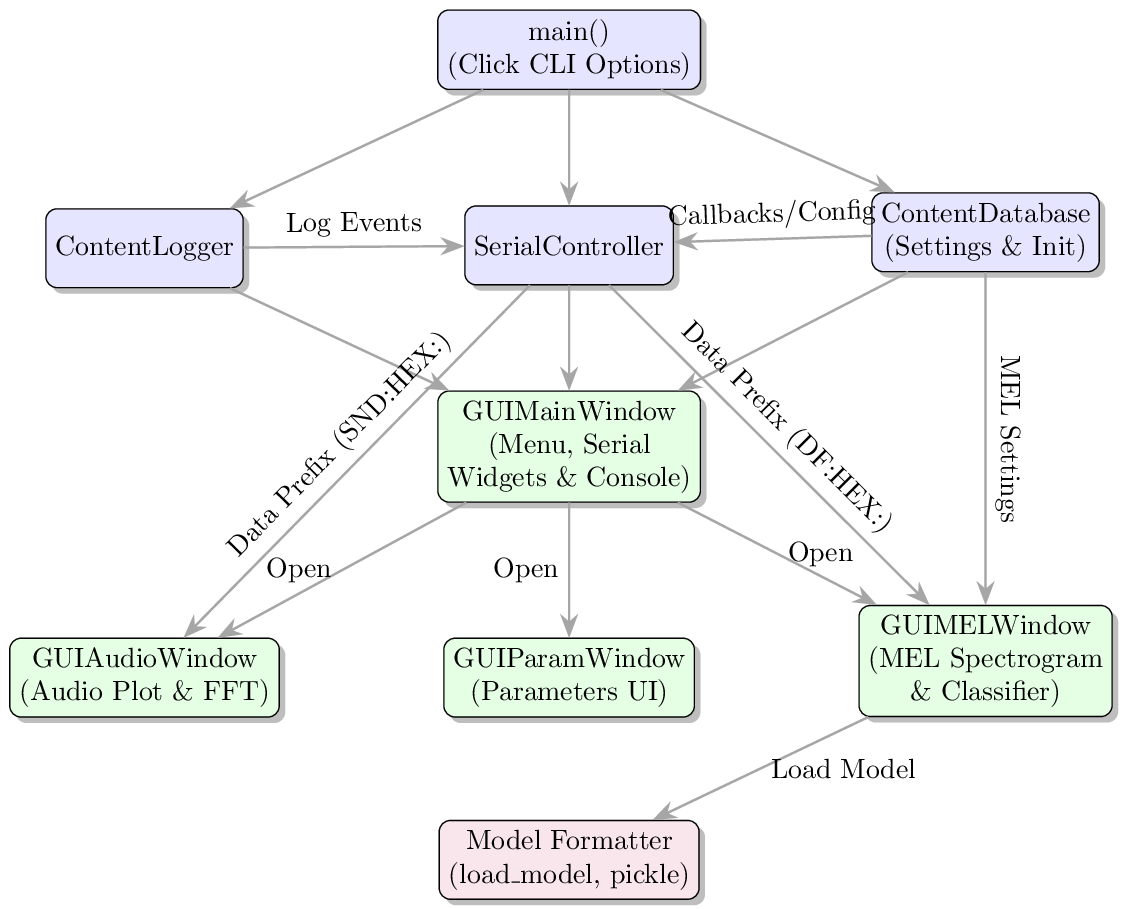 main()
(Click CLI Options)
Log Events
Callbacks/Config
ContentLogger
SerialController
ContentDatabase
(Settings & Init)
Data Prefix (SND:HEX:)
Data Prefix (DF:HEX:)
MEL Settings
GUIMainWindow
(Menu, Serial
Widgets & Console)
Open
Open
Open
GUIAudioWindow
(Audio Plot & FFT)
GUIParamWindow
(Parameters UI)
GUIMELWindow
(MEL Spectrogram
& Classifier)
Load Model
Model Formatter
(load_model, pickle)